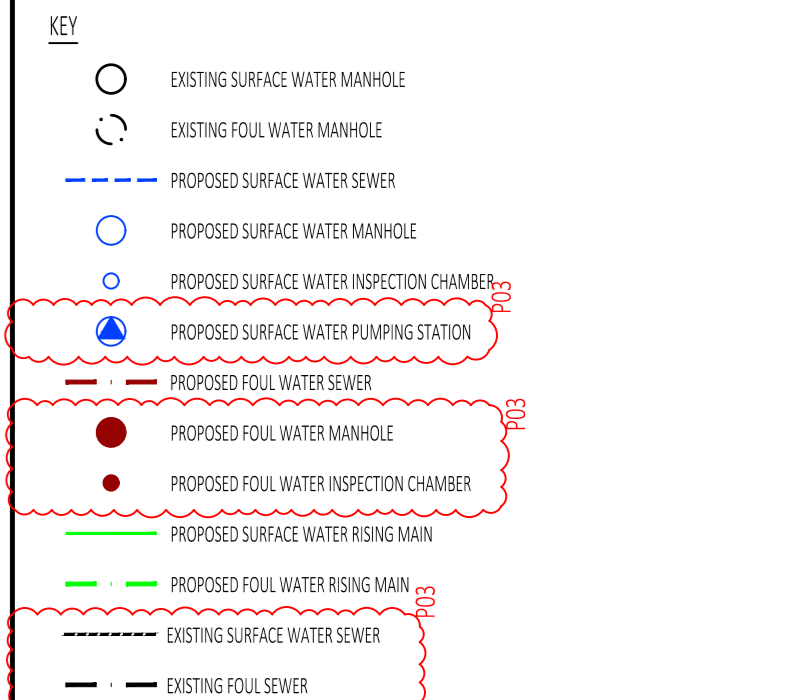 KEY
EXISTING SURFACE WATER MANHOLE
EXISTING FOUL WATER MANHOLE
PROPOSED SURFACE WATER SEWER
PROPOSED SURFACE WATER MANHOLE
PROPOSED SURFACE WATER INSPECTION CHAMBER
P03
PROPOSED SURFACE WATER PUMPING STATION
PROPOSED FOUL WATER SEWER
P03
PROPOSED FOUL WATER MANHOLE
PROPOSED FOUL WATER INSPECTION CHAMBER
PROPOSED SURFACE WATER RISING MAIN
PROPOSED FOUL WATER RISING MAIN
P03
EXISTING SURFACE WATER SEWER
EXISTING FOUL SEWER